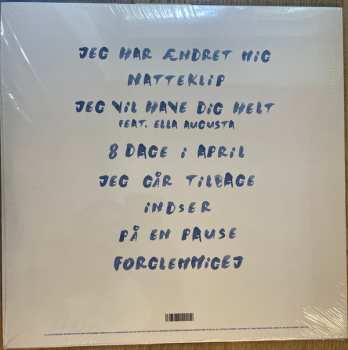 JEG HAR ÆNDRET MIG
NATTEKLIP
JEG VIL HAVE DIG HELT
FEAT. ELLA AUGUSTA
8 DAGE I APRIL
JEG GÅR TILBAGE
INDSER
PÅ EN PAUSE
FORGLEMMIGEJ